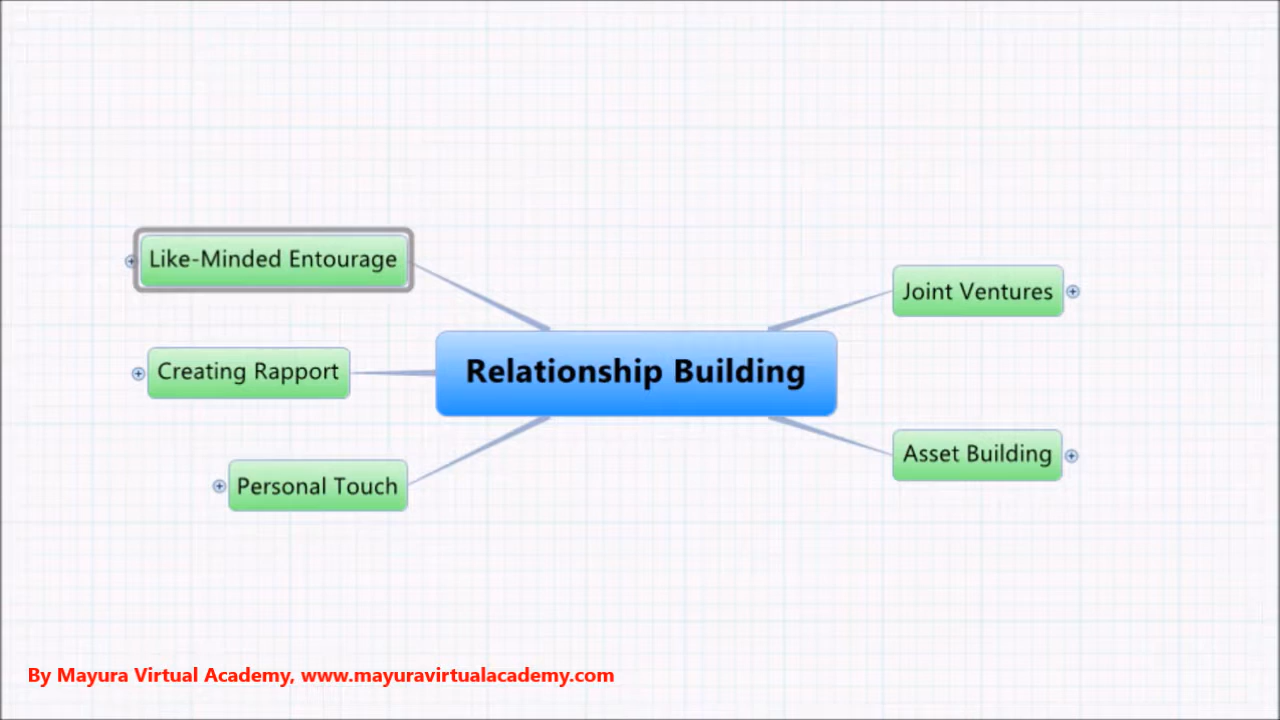 Like-Minded Entourage
Joint Ventures
Creating Rapport
Relationship Building
Asset Building
Personal Touch
By Mayura Virtual Academy, www.mayuravirtualacademy.com